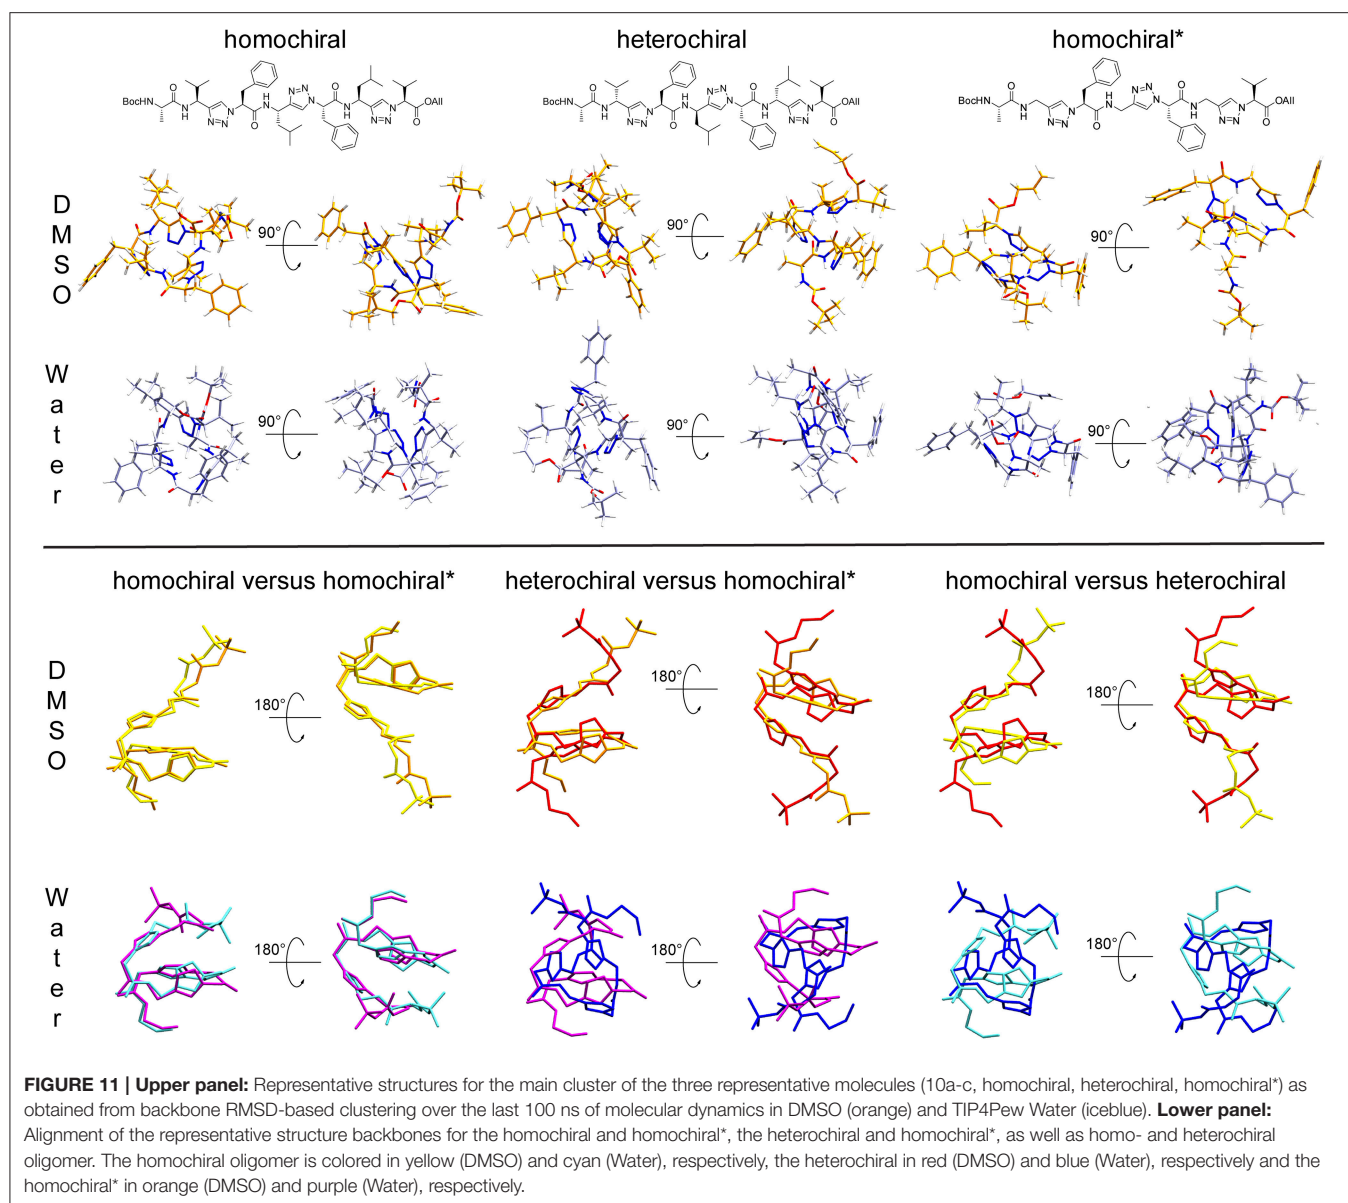 homochiral heterochiral homochiral*
BocHN O N H N N=N O H N N=N N O H N N=N N O OAll
BocHN O N H N N=N O H N N=N N O H N N=N N O OAll
BocHN O N H N N=N O H N N=N N O H N N=N N O OAll
DMSO
90° 90° 90° 90°
Water
90° 90° 90°
homochiral versus homochiral* heterochiral versus homochiral* homochiral versus heterochiral
DMSO
180° 180° 180°
Water
180° 180° 180°
FIGURE 11 | Upper panel: Representative structures for the main cluster of the three representative molecules (10a-c, homochiral, heterochiral, homochiral*) as
obtained from backbone RMSD-based clustering over the last 100 ns of molecular dynamics in DMSO (orange) and TIP4Pew Water (iceblue). Lower panel:
Alignment of the representative structure backbones for the homochiral and homochiral*, the heterochiral and homochiral*, as well as homo- and heterochiral
oligomer. The homochiral oligomer is colored in yellow (DMSO) and cyan (Water), respectively, the heterochiral in red (DMSO) and blue (Water), respectively and the
homochiral* in orange (DMSO) and purple (Water), respectively.